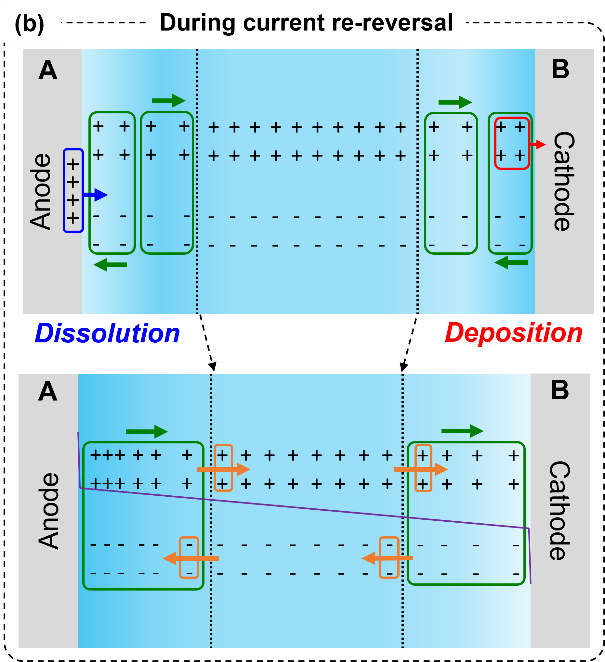 (b) During current re-reversal
A B
Anode
Cathode
+ + + + + + + + + + + + + + + + + +
+ + + + + + + + + + + + + + + + + +
+
+
+
+
- - - - - - - - - - - - - - - - - -
- - - - - - - - - - - - - - - - - -
Dissolution Deposition
A B
Anode
Cathode
+++ + + + + + + + + + + + + + + +
+++ + + + + + + + + + + + + + + +
- - - - - - - - - - - - - - - - - -
- - - - - - - - - - - - - - - - - -